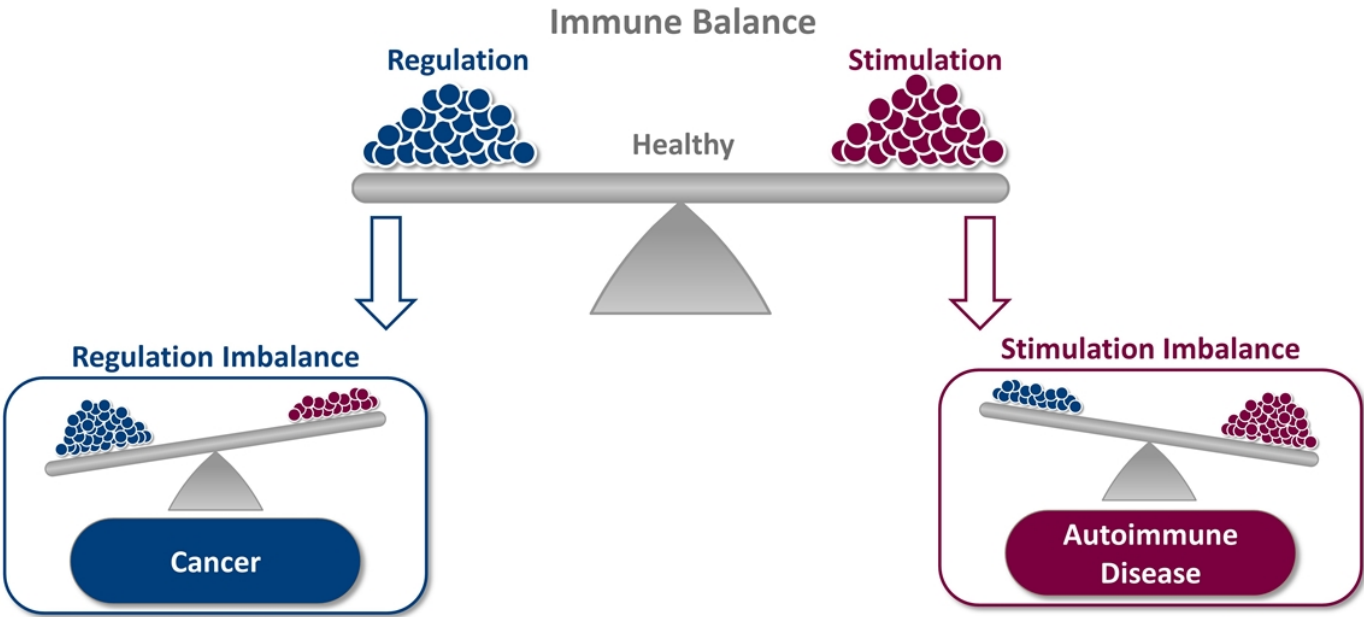 Immune Balance
Regulation
Stimulation
Healthy
Regulation Imbalance
Stimulation Imbalance
Cancer
Autoimmune
Disease